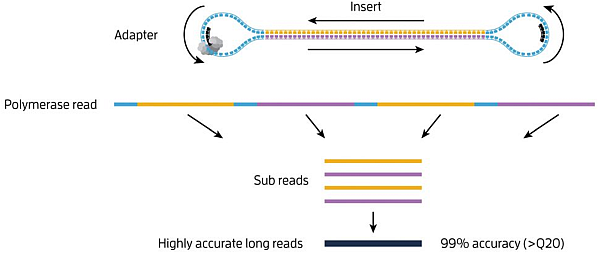 Insert
Adapter
Polymerase read
Sub reads
Highly accurate long reads
99% accuracy (>Q20)